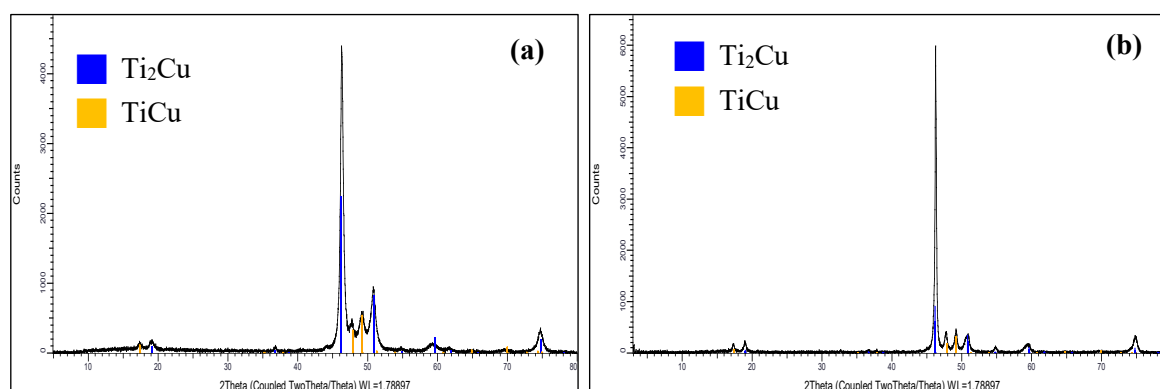 (a)
Ti₂Cu
TiCu
Counts
0
1000
2000
3000
4000
10 20 30 40 50 60 70 80
2Theta (Coupled TwoTheta/Theta) WL=1.78897
(b)
Ti₂Cu
TiCu
Counts
0
1000
2000
3000
4000
5000
6000
10 20 30 40 50 60 70
2Theta (Coupled TwoTheta/Theta) WL=1.78897